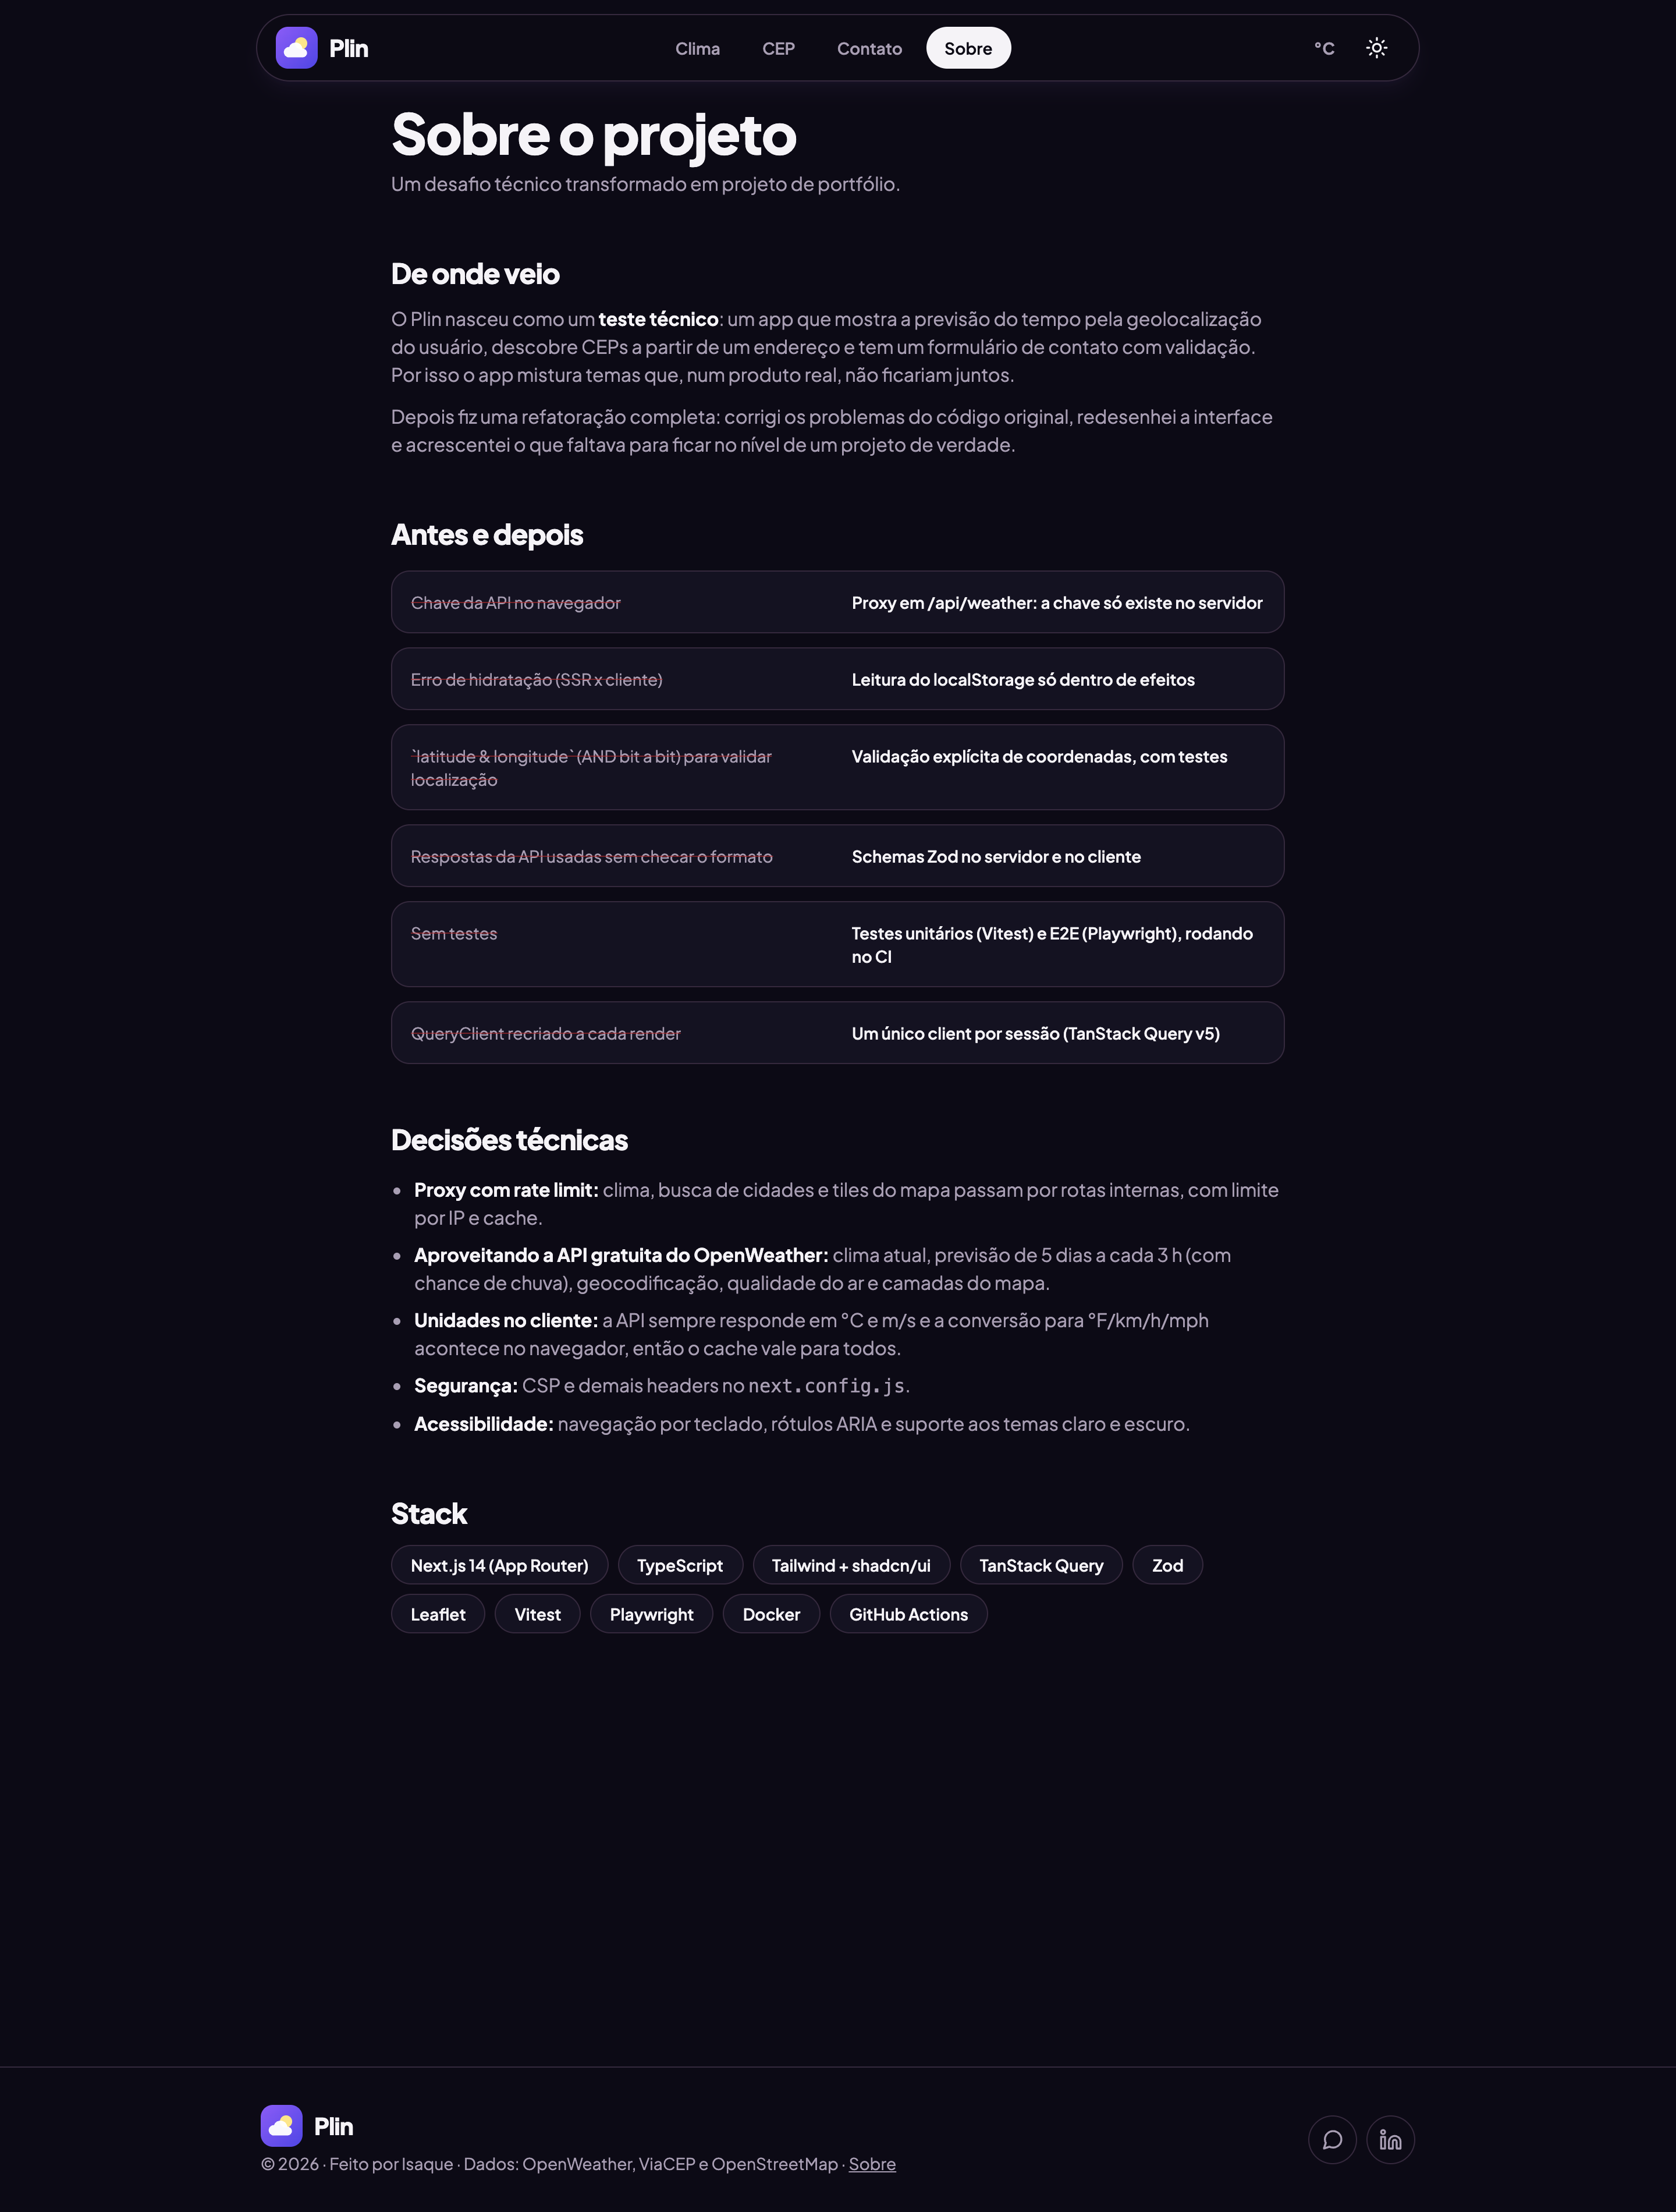 Plin
Clima
CEP
Contato
Sobre
°C
Sobre o projeto
Um desafio técnico transformado em projeto de portfólio.
De onde veio
O Plin nasceu como um teste técnico: um app que mostra a previsão do tempo pela geolocalização
do usuário, descobre CEPs a partir de um endereço e tem um formulário de contato com validação.
Por isso o app mistura temas que, num produto real, não ficariam juntos.
Depois fiz uma refatoração completa: corrigi os problemas do código original, redesenhei a interface
e acrescentei o que faltava para ficar no nível de um projeto de verdade.
Antes e depois
Chave da API no navegador
Proxy em /api/weather: a chave só existe no servidor
Erro de hidratação (SSR x cliente)
Leitura do localStorage só dentro de efeitos
`latitude & longitude` (AND bit a bit) para validar
localização
Validação explícita de coordenadas, com testes
Respostas da API usadas sem checar o formato
Schemas Zod no servidor e no cliente
Sem testes
Testes unitários (Vitest) e E2E (Playwright), rodando
no CI
QueryClient recriado a cada render
Um único client por sessão (TanStack Query v5)
Decisões técnicas
• Proxy com rate limit: clima, busca de cidades e tiles do mapa passam por rotas internas, com limite
por IP e cache.
• Aproveitando a API gratuita do OpenWeather: clima atual, previsão de 5 dias a cada 3 h (com
chance de chuva), geocodificação, qualidade do ar e camadas do mapa.
• Unidades no cliente: a API sempre responde em °C e m/s e a conversão para °F/km/h/mph
acontece no navegador, então o cache vale para todos.
• Segurança: CSP e demais headers no next.config.js.
• Acessibilidade: navegação por teclado, rótulos ARIA e suporte aos temas claro e escuro.
Stack
Next.js 14 (App Router)
TypeScript
Tailwind + shadcn/ui
TanStack Query
Zod
Leaflet
Vitest
Playwright
Docker
GitHub Actions
Plin
© 2026 · Feito por Isaque · Dados: OpenWeather, ViaCEP e OpenStreetMap · Sobre